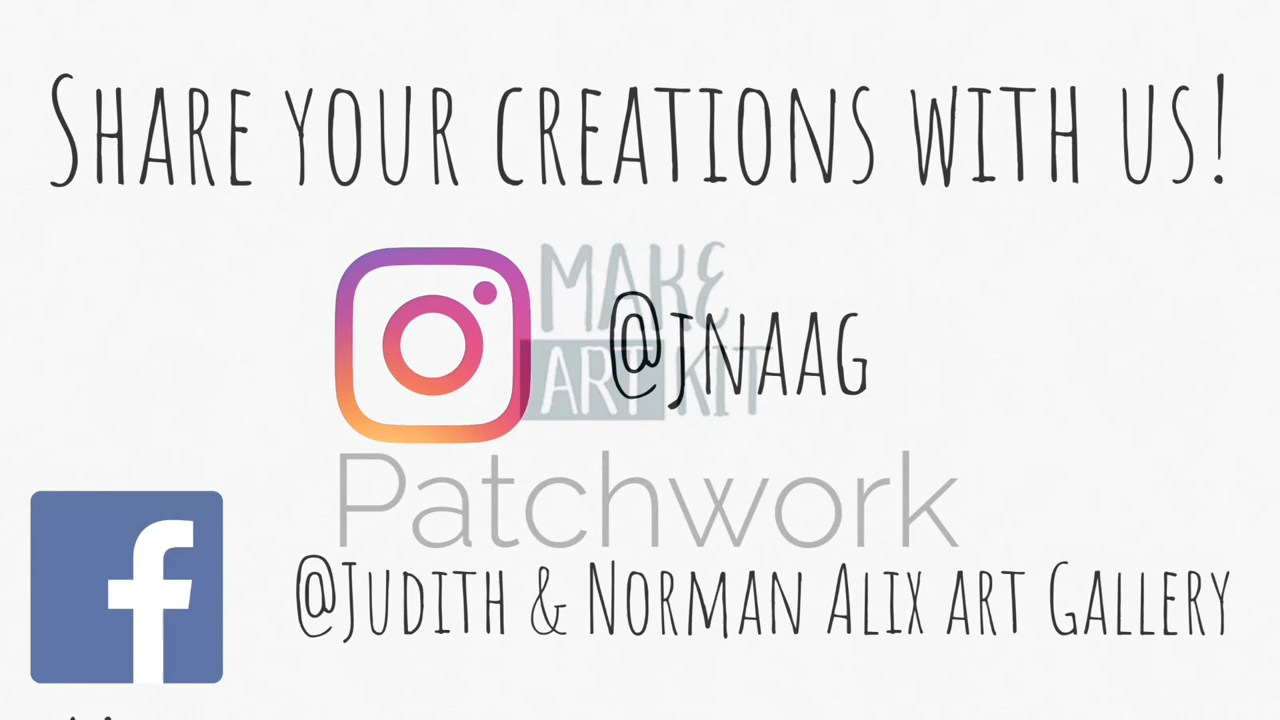 Share your creations with us!
MAKE
ART KIT
@jnaag
Patchwork
@Judith & Norman Alix Art Gallery